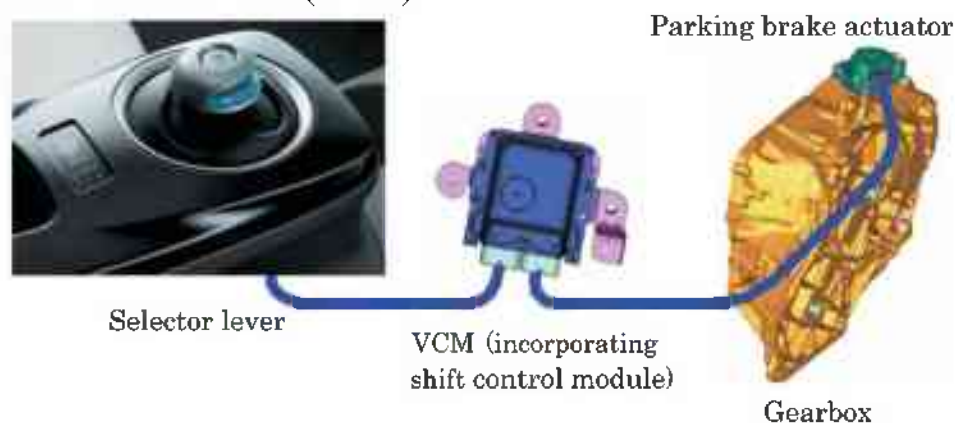 Parking brake actuator
Selector lever
VCM (incorporating
shift control module)
Gearbox